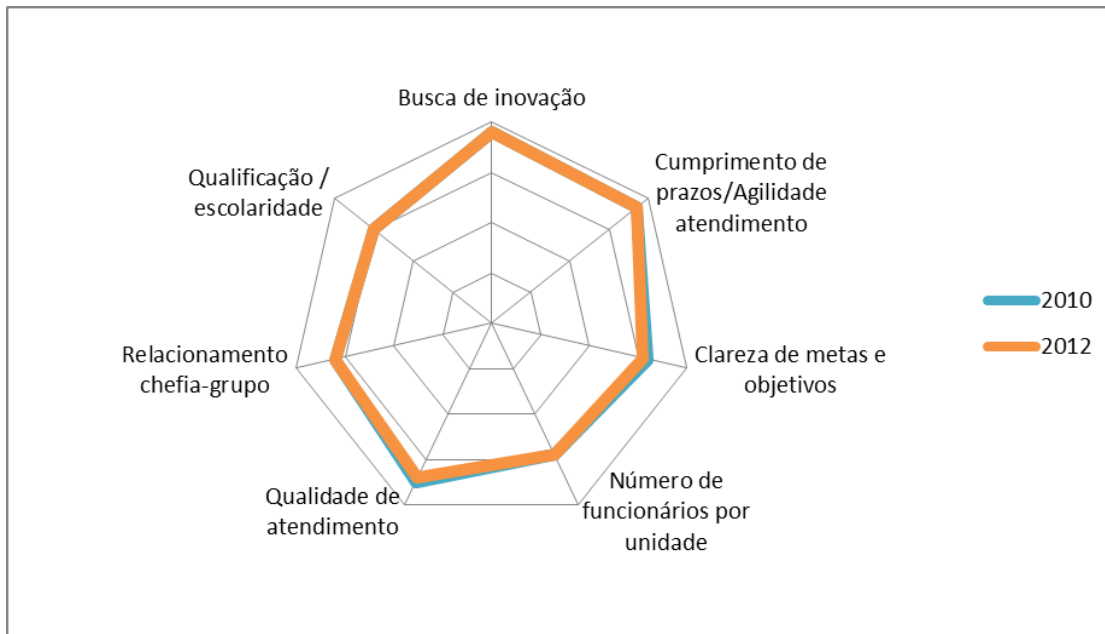 Busca de inovação
Cumprimento de
prazos/Agilidade
atendimento
Clareza de metas e
objetivos
Número de
funcionários por
unidade
Qualidade de
atendimento
Relacionamento
chefia-grupo
Qualificação /
escolaridade
2010
2012